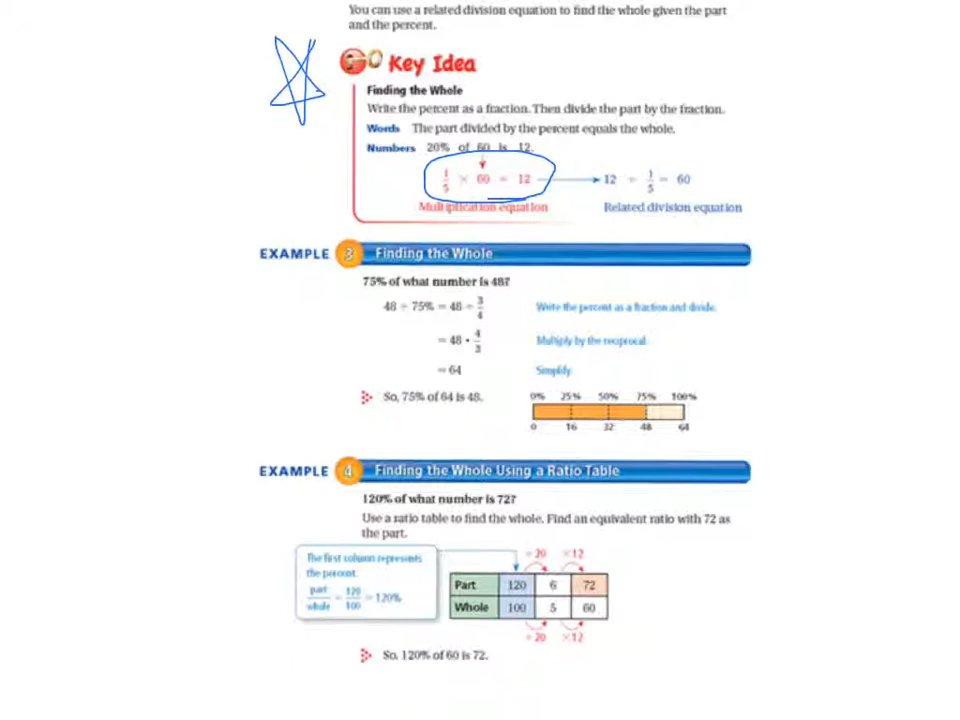 You can use a related division equation to find the whole given the part
and the percent.
Key Idea
Finding the Whole
Write the percent as a fraction. Then divide the part by the fraction.
Words The part divided by the percent equals the whole.
Numbers 20% of 60 is 12.
1/5 × 60 = 12 → 12 ÷ 1/5 = 60
Multiplication equation Related division equation
EXAMPLE 3 Finding the Whole
75% of what number is 48?
48 ÷ 75% = 48 ÷ 3/4 Write the percent as a fraction and divide.
= 48 • 4/3 Multiply by the reciprocal.
= 64 Simplify.
So, 75% of 64 is 48.
0% 25% 50% 75% 100%
0 16 32 48 64
EXAMPLE 4 Finding the Whole Using a Ratio Table
120% of what number is 72?
Use a ratio table to find the whole. Find an equivalent ratio with 72 as
the part.
The first column represents
the percent.
part/whole = 120/100 = 120%
÷ 20 × 12
Part 120 6 72
Whole 100 5 60
÷ 20 × 12
So, 120% of 60 is 72.